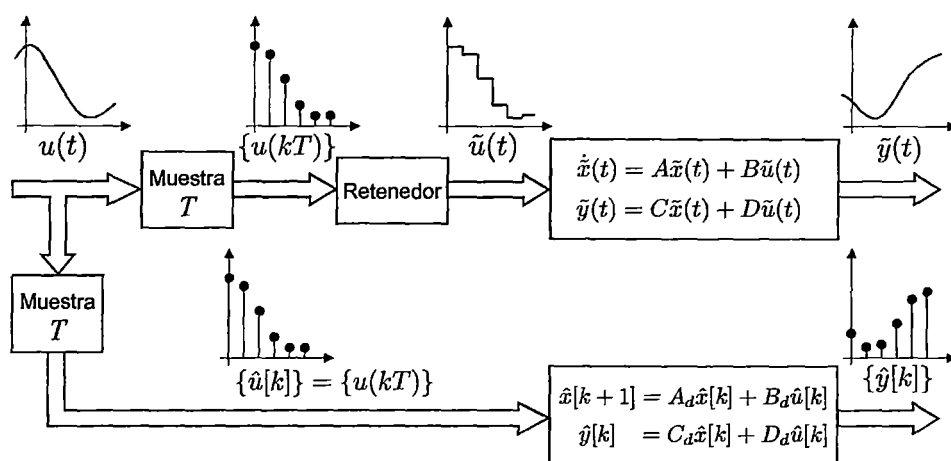 u(t)
{u(kT)}
ũ(t)
ỹ(t)
Muestra
T
Retenedor
x̃̇(t) = Ax̃(t) + Bũ(t)
ỹ(t) = Cx̃(t) + Dũ(t)
Muestra
T
{û[k]} = {u(kT)}
{ŷ[k]}
x̂[k + 1] = A_d x̂[k] + B_d û[k]
ŷ[k] = C_d x̂[k] + D_d û[k]